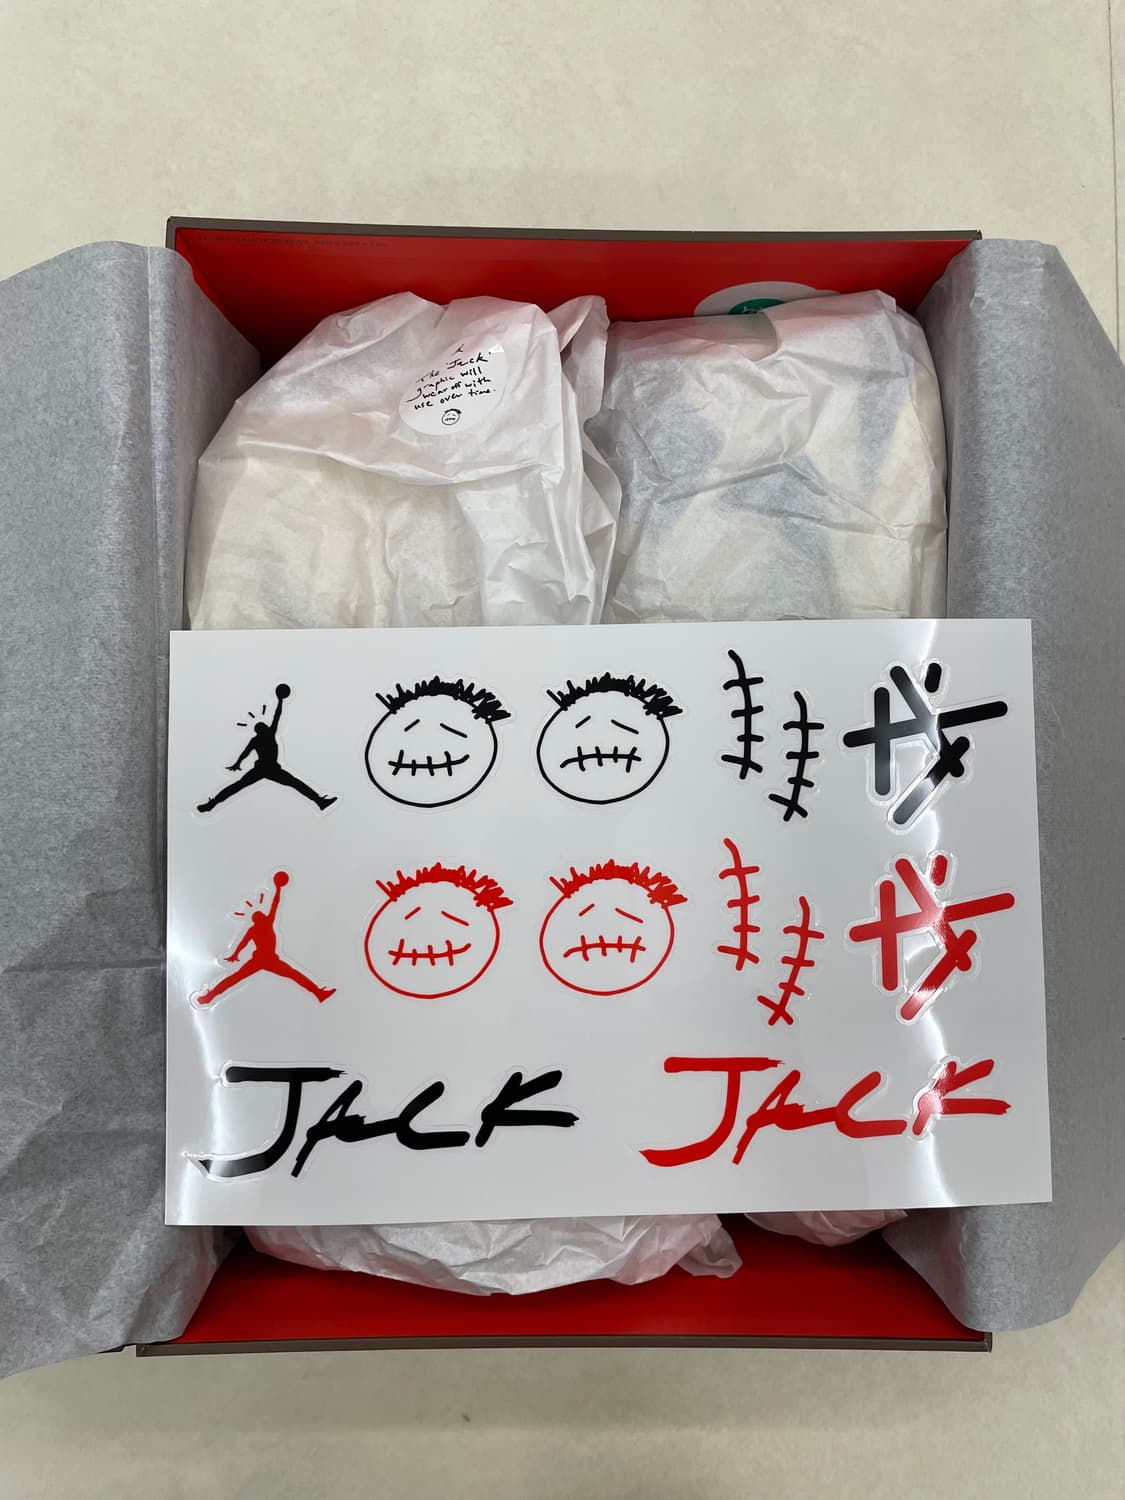 The "Jack"
graphic will
wear off with
use over time.
JACK
JACK